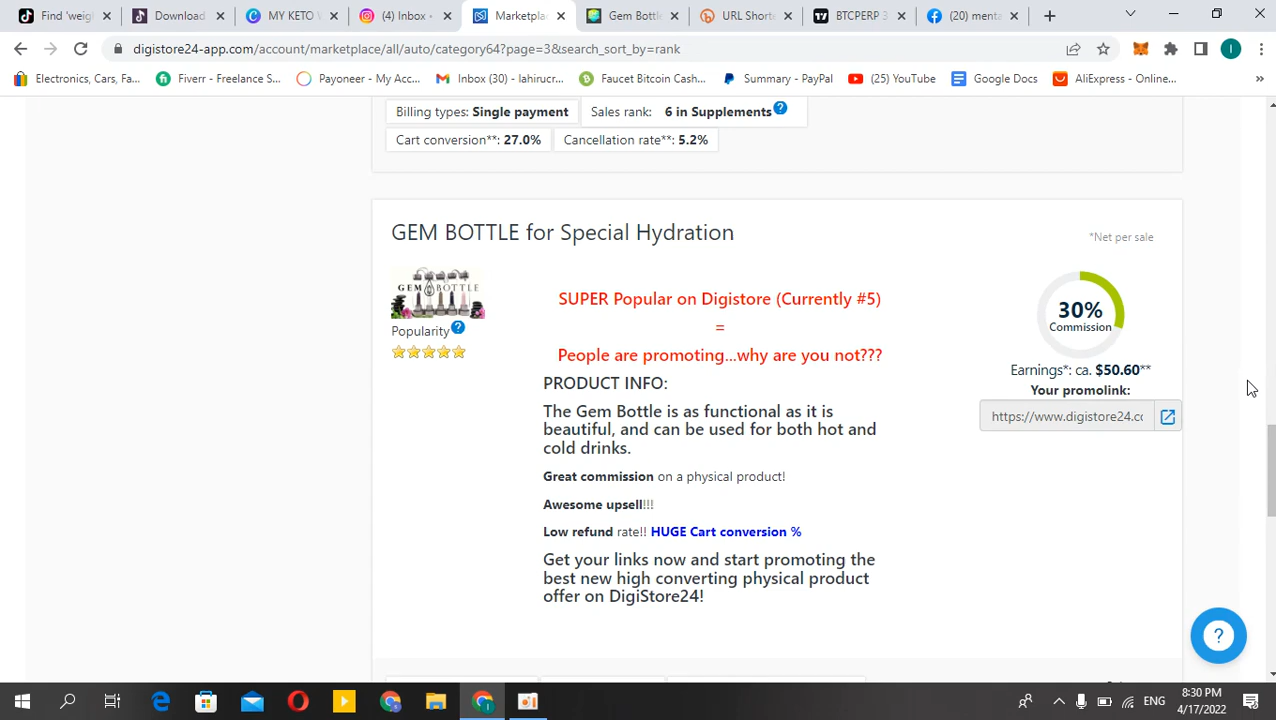 Find 'weig
Download
MY KETO
(4) Inbox
Marketpla
Gem Bottl
URL Shorte
BTCPERP 3
(20) menta
digistore24-app.com/account/marketplace/all/auto/category64?page=3&search_sort_by=rank
Electronics, Cars, Fa...
Fiverr - Freelance S...
Payoneer - My Acc...
Inbox (30) - lahirucr...
Faucet Bitcoin Cash...
Summary - PayPal
(25) YouTube
Google Docs
AliExpress - Online...
»
Billing types: Single payment
Sales rank: 6 in Supplements ?
Cart conversion**: 27.0%
Cancellation rate**: 5.2%
GEM BOTTLE for Special Hydration
*Net per sale
GEM BOTTLE
Popularity ?
SUPER Popular on Digistore (Currently #5)
=
People are promoting...why are you not???
PRODUCT INFO:
The Gem Bottle is as functional as it is
beautiful, and can be used for both hot and
cold drinks.
Great commission on a physical product!
Awesome upsell!!!
Low refund rate!! HUGE Cart conversion %
Get your links now and start promoting the
best new high converting physical product
offer on DigiStore24!
30%
Commission
Earnings*: ca. $50.60**
Your promolink:
https://www.digistore24.cc
?
ENG
8:30 PM
4/17/2022